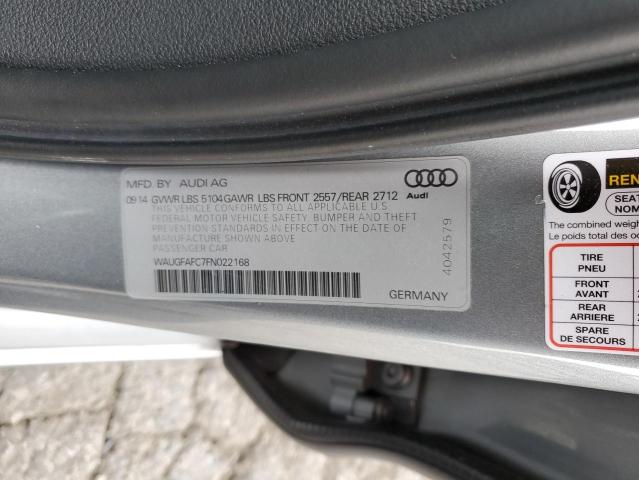 MFD. BY AUDI AG
09 14 GVWR LBS 5104 GAWR LBS FRONT 2557/REAR 2712
THIS VEHICLE CONFORMS TO ALL APPLICABLE U.S.
FEDERAL MOTOR VEHICLE SAFETY, BUMPER AND THEFT
PREVENTION STANDARDS IN EFFECT ON THE DATE OF
MANUFACTURE SHOWN ABOVE
PASSENGER CAR
WAUGFAFC7FN022168
GERMANY
Audi
4042579
SEAT
The combined weigh
Le poids total des oc
TIRE
PNEU
FRONT
AVANT
REAR
ARRIERE
SPARE
DE SECOURS